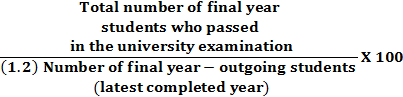 Total number of final year
students who passed
in the university examination
(1.2) Number of final year − outgoing students
(latest completed year)
X 100